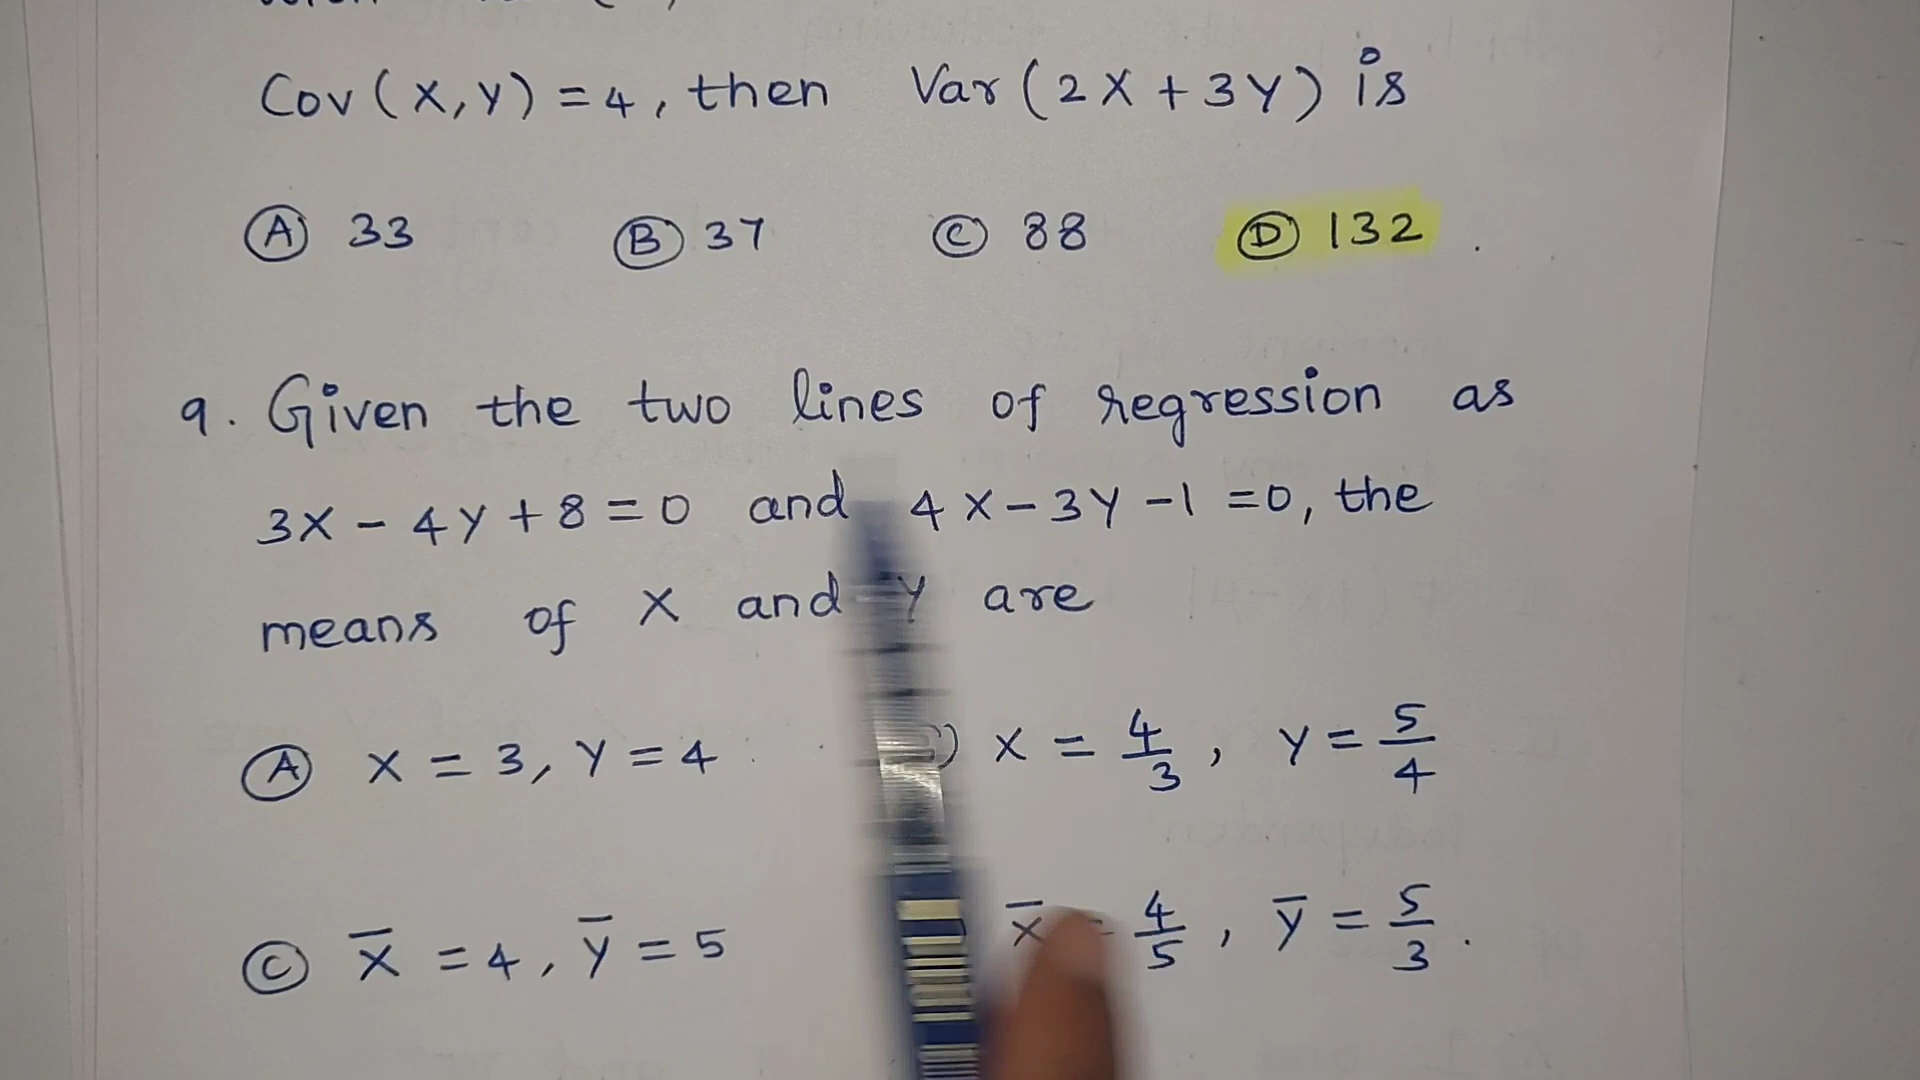 Cov(X,Y) = 4, then Var(2X+3Y) is
(A) 33 (B) 37 (C) 88 (D) 132.
9. Given the two lines of regression as
3X - 4Y + 8 = 0 and 4X - 3Y - 1 = 0, the
means of X and Y are
(A) X = 3, Y = 4. X = 4/3, Y = 5/4
(C) X̄ = 4, Ȳ = 5 X̄ = 4/5, Ȳ = 5/3.